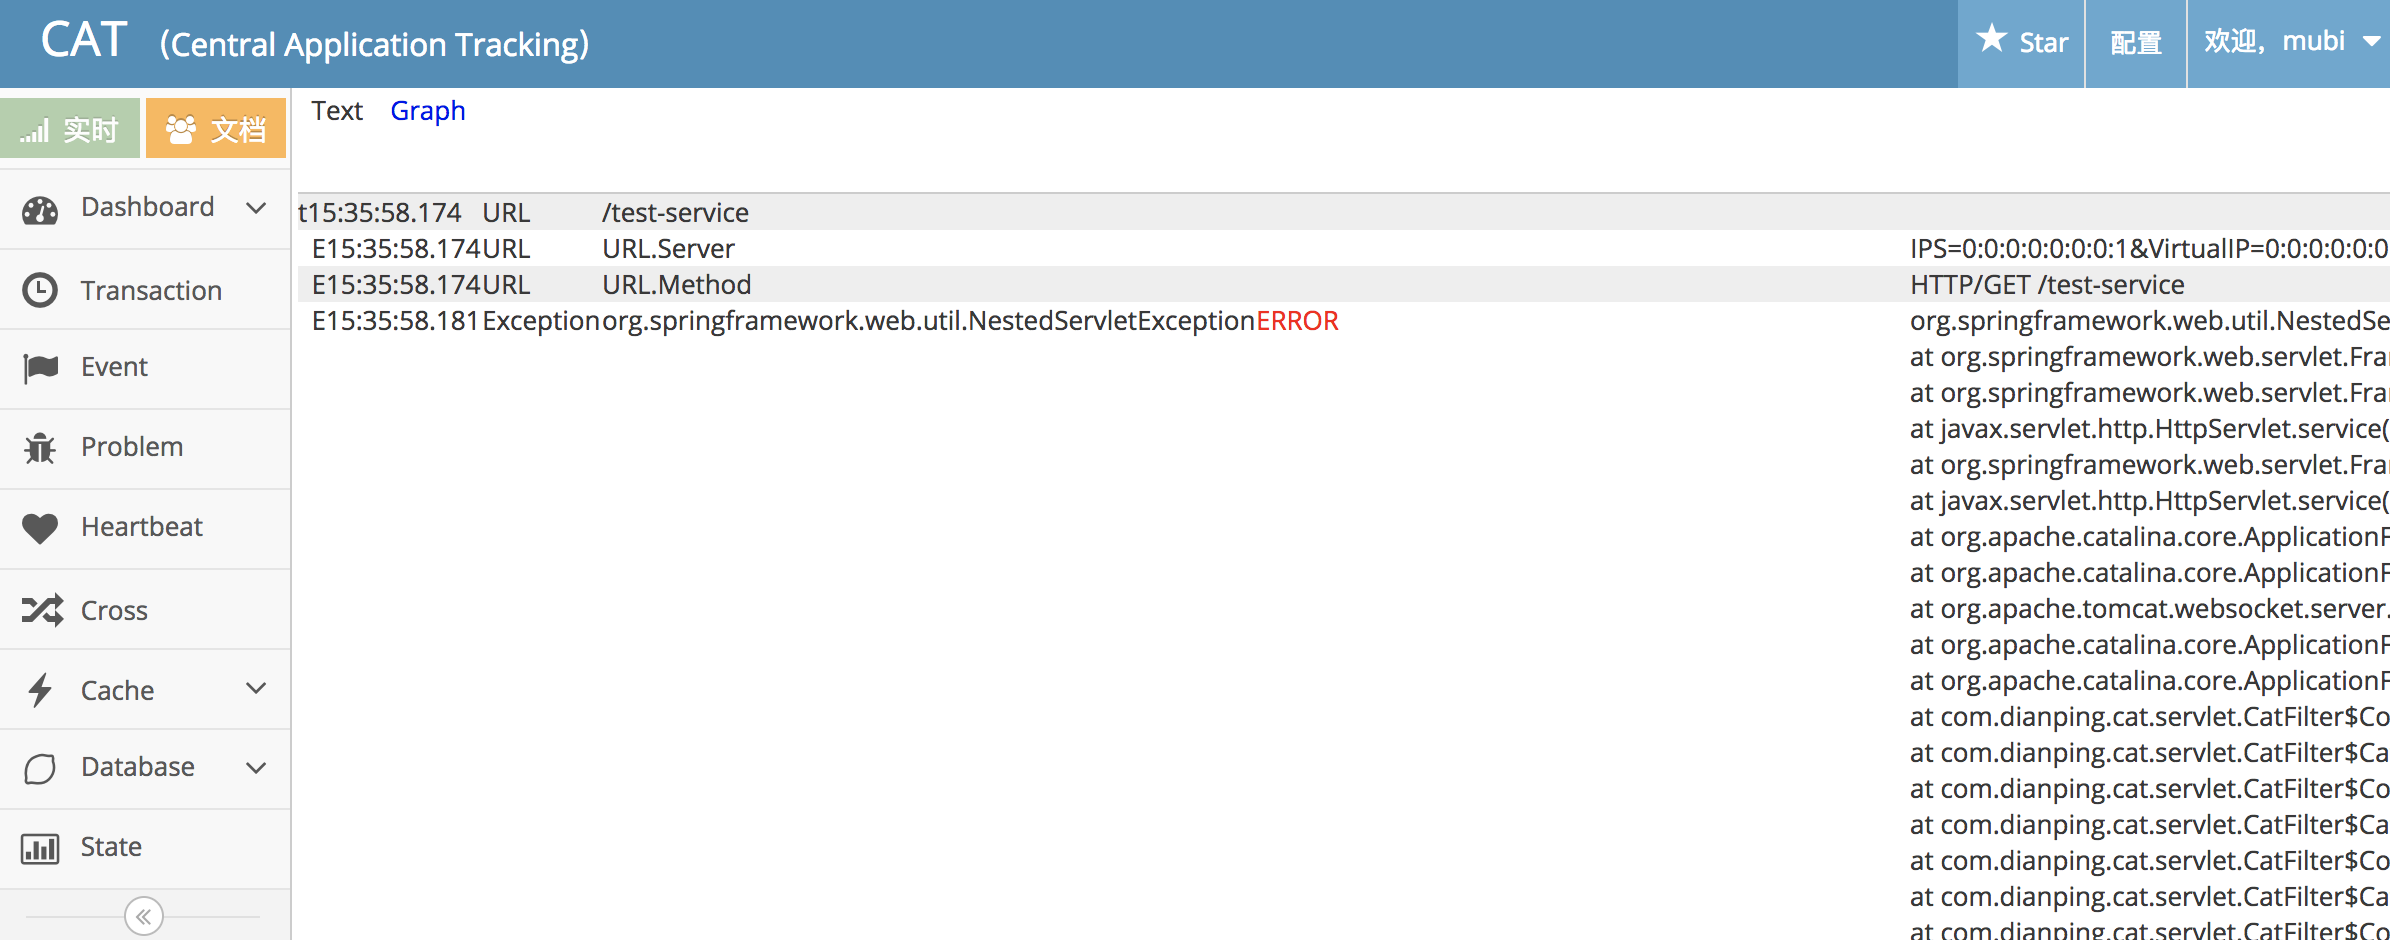 CAT (Central Application Tracking)
Star
配置
欢迎，mubi
实时
文档
Dashboard
Transaction
Event
Problem
Heartbeat
Cross
Cache
Database
State
Text Graph
t15:35:58.174 URL /test-service
E15:35:58.174 URL URL.Server IPS=0:0:0:0:0:0:0:1&VirtualIP=0:0:0:0:0:0
E15:35:58.174 URL URL.Method HTTP/GET /test-service
E15:35:58.181 Exception org.springframework.web.util.NestedServletException ERROR org.springframework.web.util.NestedSe
at org.springframework.web.servlet.Fra
at org.springframework.web.servlet.Fra
at javax.servlet.http.HttpServlet.service(
at org.springframework.web.servlet.Fra
at javax.servlet.http.HttpServlet.service(
at org.apache.catalina.core.ApplicationF
at org.apache.catalina.core.ApplicationF
at org.apache.tomcat.websocket.server.
at org.apache.catalina.core.ApplicationF
at org.apache.catalina.core.ApplicationF
at com.dianping.cat.servlet.CatFilter$Co
at com.dianping.cat.servlet.CatFilter$Ca
at com.dianping.cat.servlet.CatFilter$Co
at com.dianping.cat.servlet.CatFilter$Ca
at com.dianping.cat.servlet.CatFilter$Co
at com.dianping.cat.servlet.CatFilter$Ca
at com.dianping.cat.servlet.CatFilter$Co